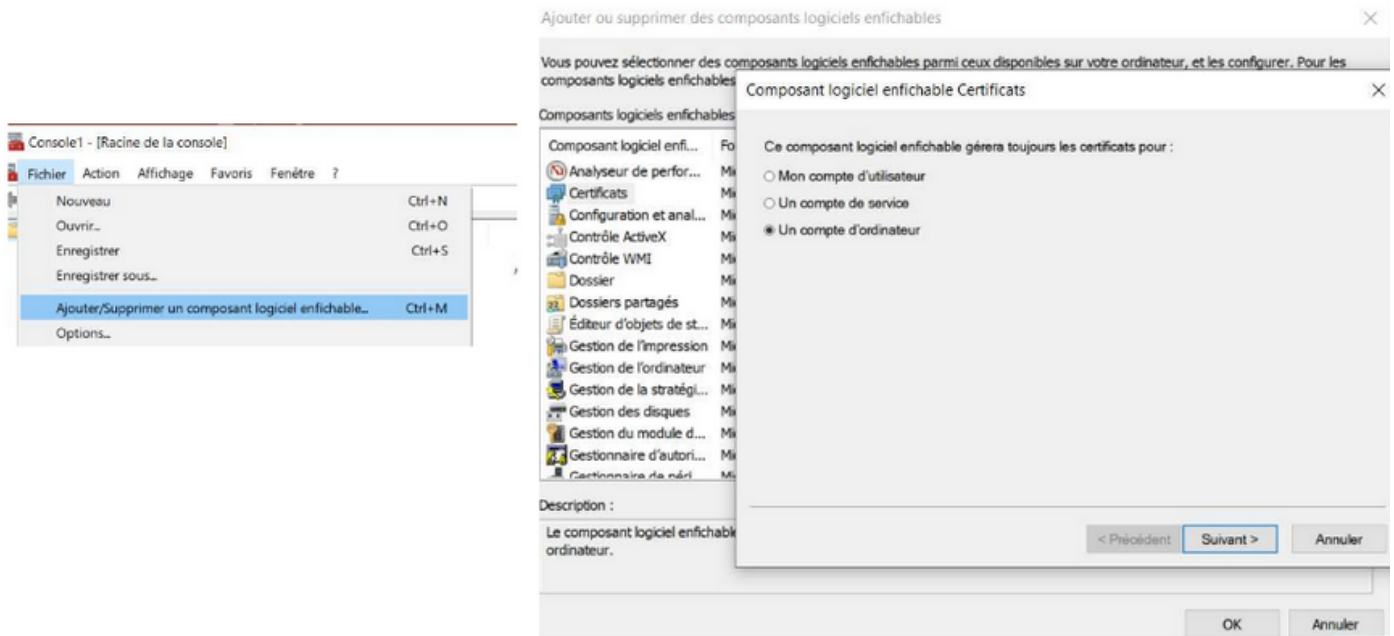 Console1 - [Racine de la console]
Fichier Action Affichage Favoris Fenêtre ?
Nouveau Ctrl+N
Ouvrir... Ctrl+O
Enregistrer Ctrl+S
Enregistrer sous...
Ajouter/Supprimer un composant logiciel enfichable... Ctrl+M
Options...
Ajouter ou supprimer des composants logiciels enfichables
Vous pouvez sélectionner des composants logiciels enfichables parmi ceux disponibles sur votre ordinateur, et les configurer. Pour les
composants logiciels enfichables
Composants logiciels enfichables
Composant logiciel enfi... Fo
Analyseur de perfor... Mi
Certificats Mi
Configuration et anal... Mi
Contrôle ActiveX Mi
Contrôle WMI Mi
Dossier Mi
Dossiers partagés Mi
Éditeur d'objets de st... Mi
Gestion de l'impression Mi
Gestion de l'ordinateur Mi
Gestion de la stratégi... Mi
Gestion des disques Mi
Gestion du module d... Mi
Gestionnaire d'autori... Mi
Gestionnaire de péri Mi
Description :
Le composant logiciel enfichable
ordinateur.
OK Annuler
Composant logiciel enfichable Certificats
Ce composant logiciel enfichable gérera toujours les certificats pour :
Mon compte d'utilisateur
Un compte de service
Un compte d'ordinateur
< Précédent Suivant > Annuler